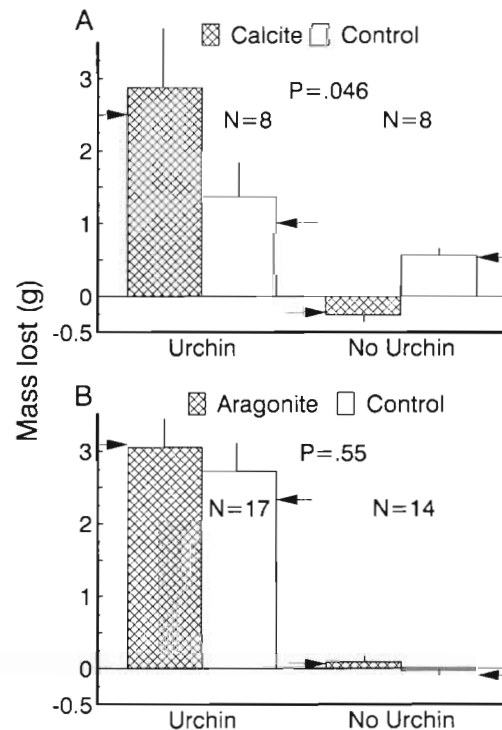 A
Calcite Control
3
P=.046
N=8 N=8
2
1
0
-0.5
Urchin No Urchin
Mass lost (g)
B
Aragonite Control
3
P=.55
N=17 N=14
2
1
0
-0.5
Urchin No Urchin